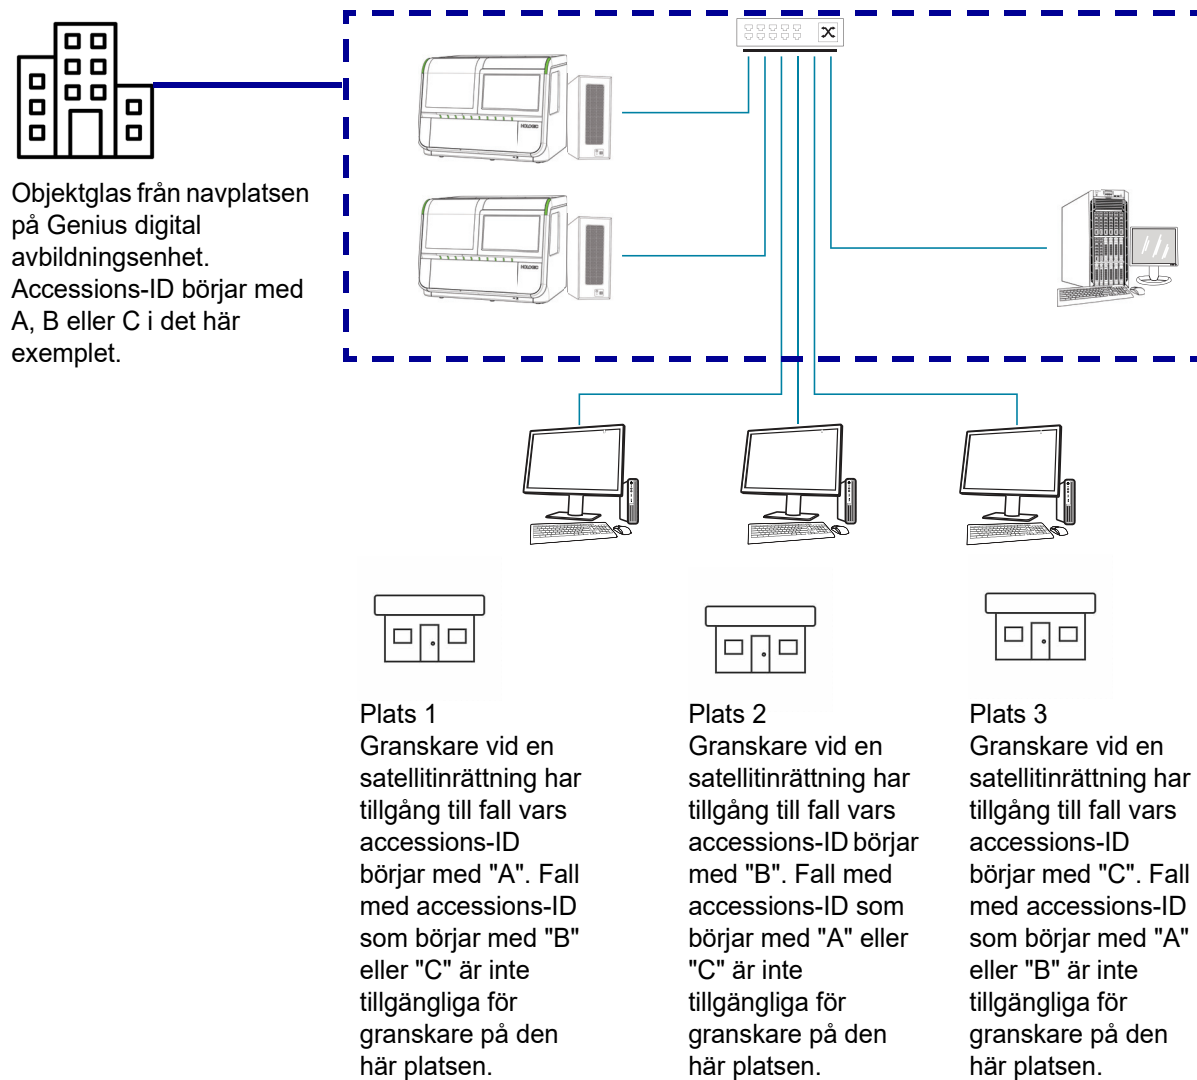 HOLOGIC
HOLOGIC
Objektglas från navplatsen
på Genius digital
avbildningsenhet.
Accessions-ID börjar med
A, B eller C i det här
exemplet.
Plats 1
Granskare vid en
satellitinrättning har
tillgång till fall vars
accessions-ID
börjar med "A". Fall
med accessions-ID
som börjar med "B"
eller "C" är inte
tillgängliga för
granskare på den
här platsen.
Plats 2
Granskare vid en
satellitinrättning har
tillgång till fall vars
accessions-ID börjar
med "B". Fall med
accessions-ID som
börjar med "A" eller
"C" är inte
tillgängliga för
granskare på den
här platsen.
Plats 3
Granskare vid en
satellitinrättning har
tillgång till fall vars
accessions-ID
börjar med "C". Fall
med accessions-ID
som börjar med "A"
eller "B" är inte
tillgängliga för
granskare på den
här platsen.